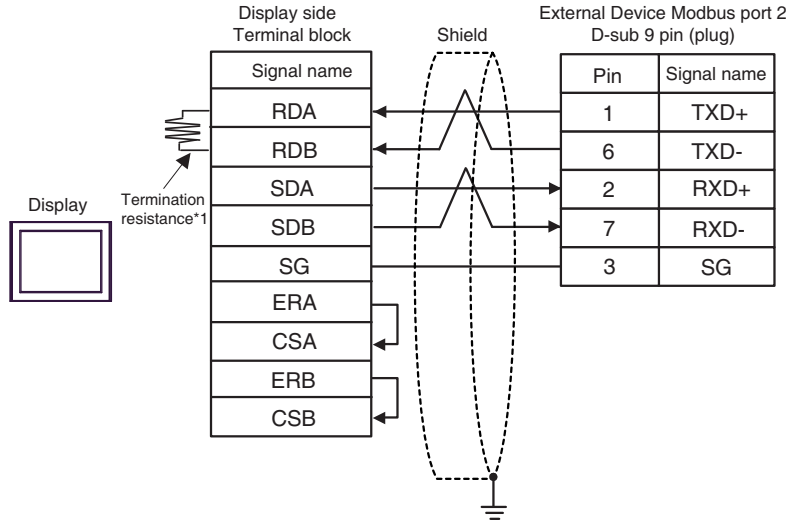 Display side
Terminal block
Shield
External Device Modbus port 2
D-sub 9 pin (plug)
Signal name
Pin
Signal name
RDA
1
TXD+
RDB
6
TXD-
SDA
2
RXD+
SDB
7
RXD-
SG
3
SG
ERA
CSA
ERB
CSB
Termination
resistance*1
Display